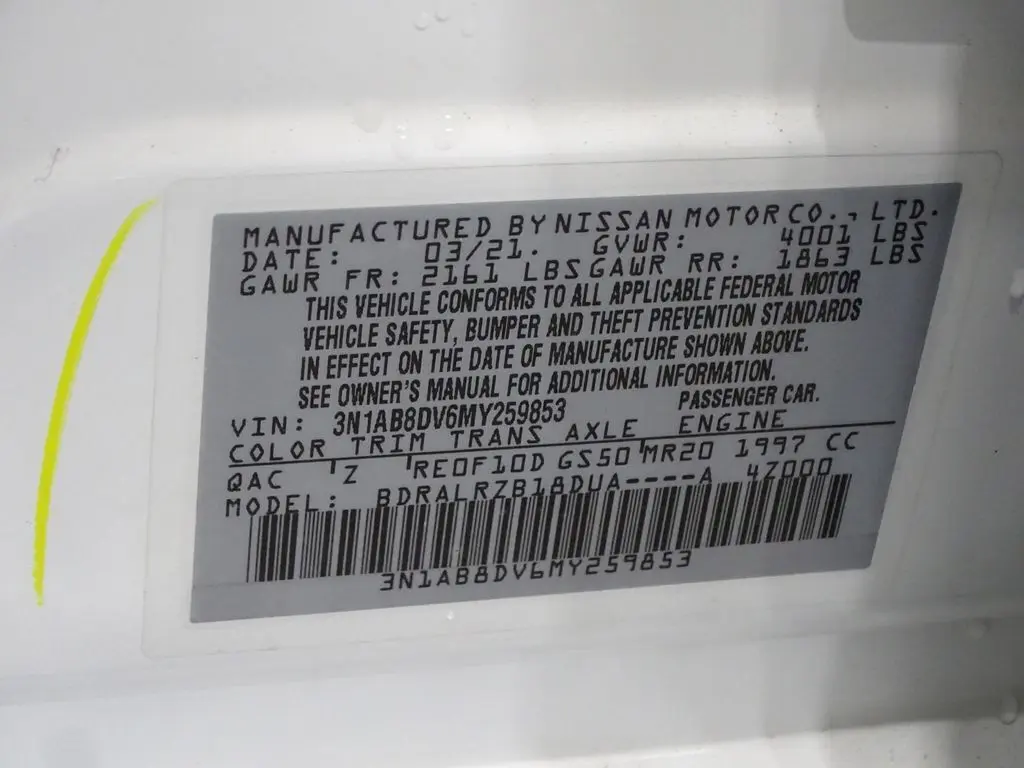 MANUFACTURED BY NISSAN MOTOR CO., LTD.
DATE: 03/21. GVWR: 4001 LBS
GAWR FR: 2161 LBS GAWR RR: 1863 LBS
THIS VEHICLE CONFORMS TO ALL APPLICABLE FEDERAL MOTOR
VEHICLE SAFETY, BUMPER AND THEFT PREVENTION STANDARDS
IN EFFECT ON THE DATE OF MANUFACTURE SHOWN ABOVE.
SEE OWNER'S MANUAL FOR ADDITIONAL INFORMATION.
VIN: 3N1AB8DV6MY259853 PASSENGER CAR.
COLOR TRIM TRANS AXLE ENGINE
QAC 'Z 'RE0F10D GS50 'MR20 1997 CC
MODEL: BDRALRZB18DUA----A 4Z000
3N1AB8DV6MY259853